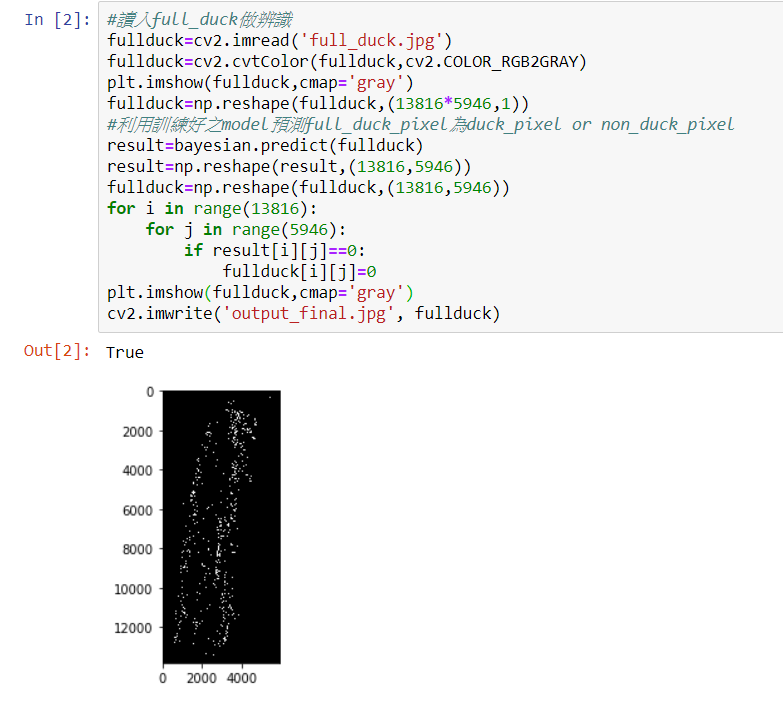 In [2]:
#讀入full_duck做辨識
fullduck=cv2.imread('full_duck.jpg')
fullduck=cv2.cvtColor(fullduck,cv2.COLOR_RGB2GRAY)
plt.imshow(fullduck,cmap='gray')
fullduck=np.reshape(fullduck,(13816*5946,1))
#利用訓練好之model預測full_duck_pixel為duck_pixel or non_duck_pixel
result=bayesian.predict(fullduck)
result=np.reshape(result,(13816,5946))
fullduck=np.reshape(fullduck,(13816,5946))
for i in range(13816):
    for j in range(5946):
        if result[i][j]==0:
            fullduck[i][j]=0
plt.imshow(fullduck,cmap='gray')
cv2.imwrite('output_final.jpg', fullduck)
Out[2]: True
0
2000
4000
6000
8000
10000
12000
0 2000 4000